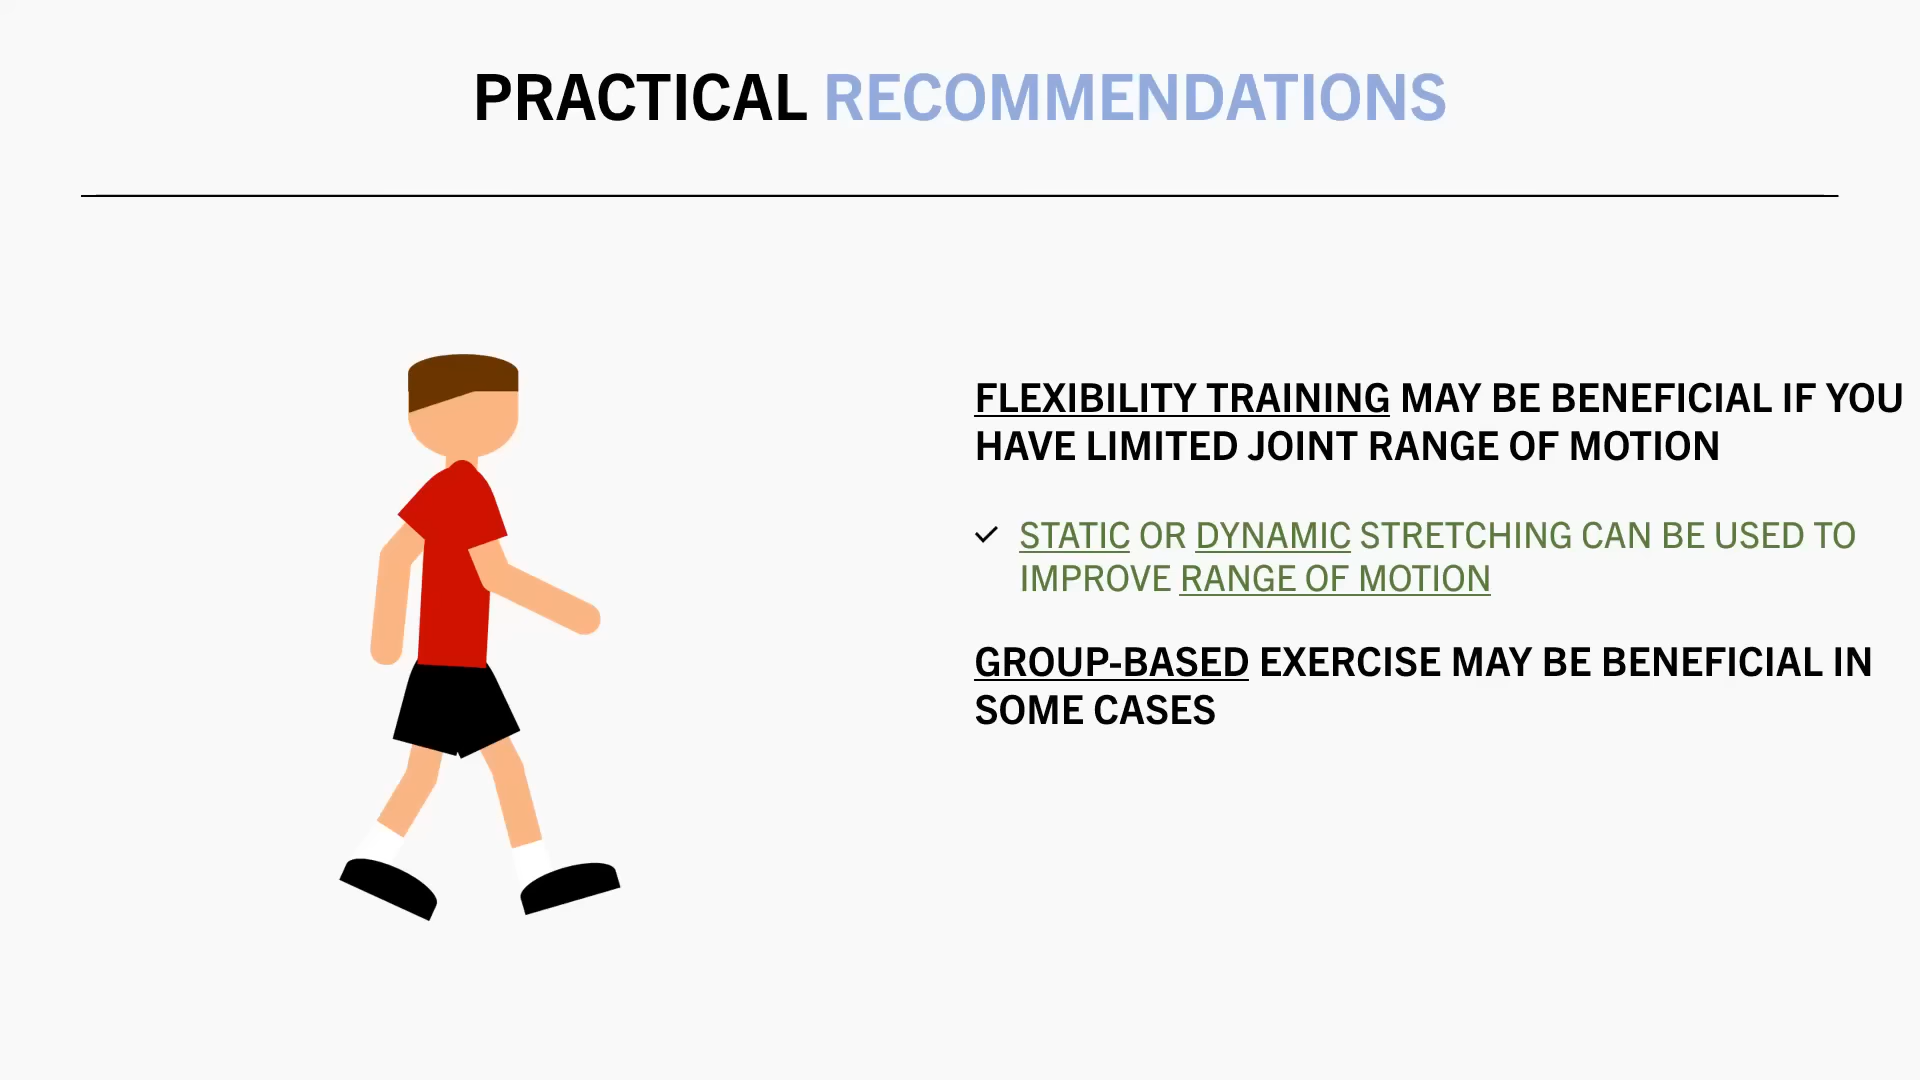 PRACTICAL RECOMMENDATIONS
FLEXIBILITY TRAINING MAY BE BENEFICIAL IF YOU
HAVE LIMITED JOINT RANGE OF MOTION
STATIC OR DYNAMIC STRETCHING CAN BE USED TO
IMPROVE RANGE OF MOTION
GROUP-BASED EXERCISE MAY BE BENEFICIAL IN
SOME CASES